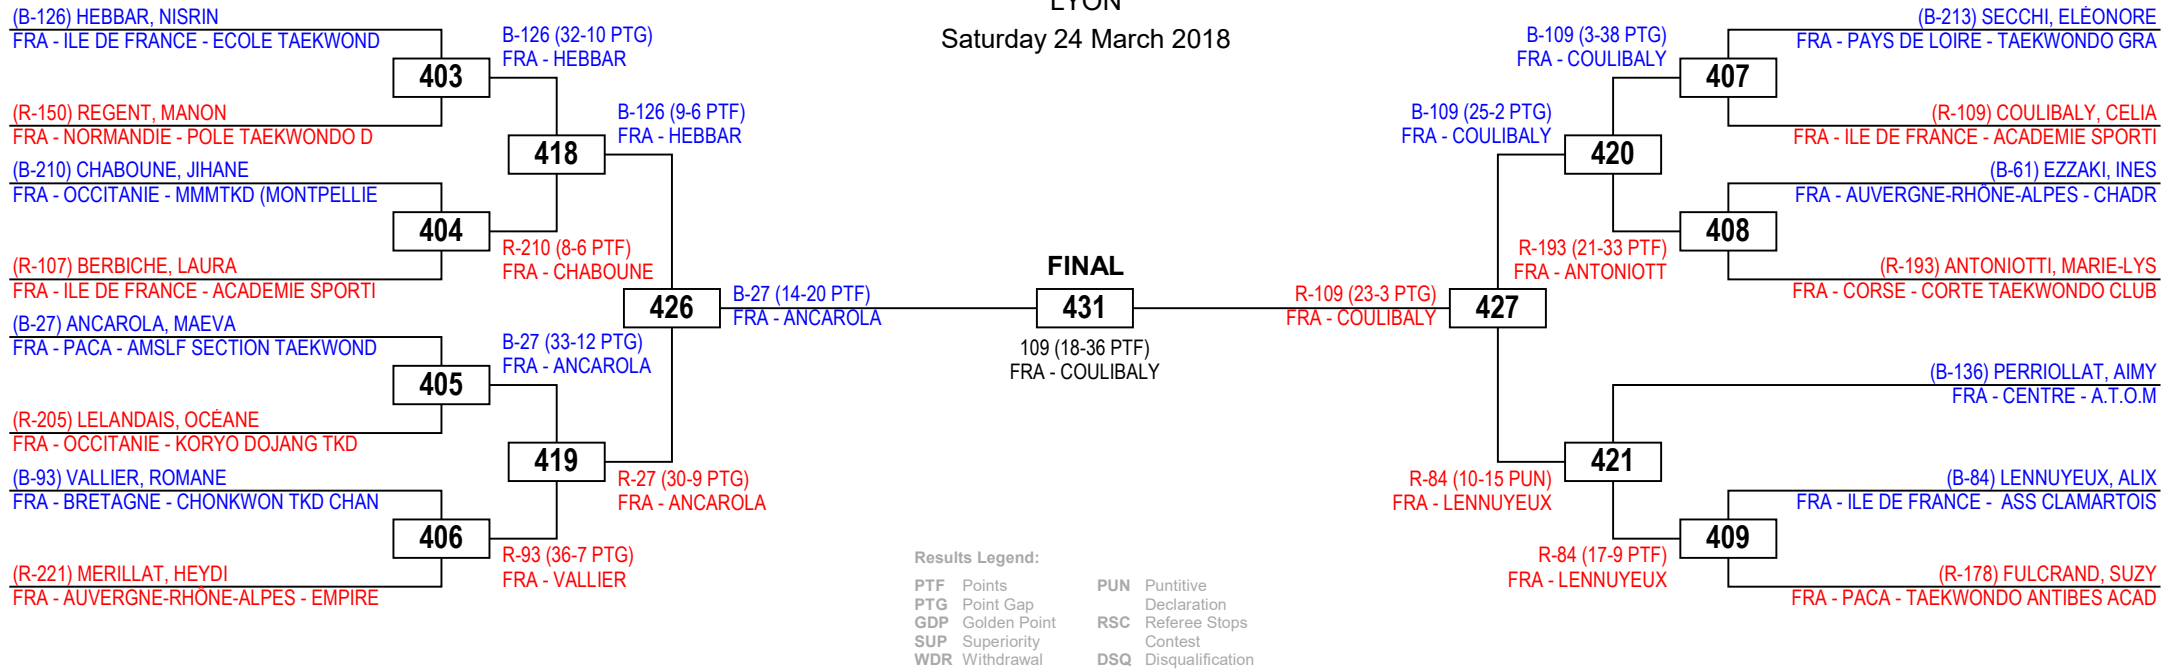 LYON
Saturday 24 March 2018
(B-126) HEBBAR, NISRIN
FRA - ILE DE FRANCE - ECOLE TAEKWOND
403
(R-150) REGENT, MANON
FRA - NORMANDIE - POLE TAEKWONDO D
(B-210) CHABOUNE, JIHANE
FRA - OCCITANIE - MMMTKD (MONTPELLIE
404
(R-107) BERBICHE, LAURA
FRA - ILE DE FRANCE - ACADEMIE SPORTI
(B-27) ANCAROLA, MAEVA
FRA - PACA - AMSLF SECTION TAEKWOND
405
(R-205) LELANDAIS, OCÉANE
FRA - OCCITANIE - KORYO DOJANG TKD
(B-93) VALLIER, ROMANE
FRA - BRETAGNE - CHONKWON TKD CHAN
406
(R-221) MERILLAT, HEYDI
FRA - AUVERGNE-RHÔNE-ALPES - EMPIRE
B-126 (32-10 PTG)
FRA - HEBBAR
418
R-210 (8-6 PTF)
FRA - CHABOUNE
B-27 (33-12 PTG)
FRA - ANCAROLA
419
R-93 (36-7 PTG)
FRA - VALLIER
B-126 (9-6 PTF)
FRA - HEBBAR
426
R-27 (30-9 PTG)
FRA - ANCAROLA
B-27 (14-20 PTF)
FRA - ANCAROLA
FINAL
431
109 (18-36 PTF)
FRA - COULIBALY
R-109 (23-3 PTG)
FRA - COULIBALY
427
B-109 (25-2 PTG)
FRA - COULIBALY
R-84 (10-15 PUN)
FRA - LENNUYEUX
420
B-109 (3-38 PTG)
FRA - COULIBALY
R-193 (21-33 PTF)
FRA - ANTONIOTT
421
R-84 (17-9 PTF)
FRA - LENNUYEUX
(B-213) SECCHI, ELÉONORE
FRA - PAYS DE LOIRE - TAEKWONDO GRA
407
(R-109) COULIBALY, CELIA
FRA - ILE DE FRANCE - ACADEMIE SPORTI
(B-61) EZZAKI, INES
FRA - AUVERGNE-RHÔNE-ALPES - CHADR
408
(R-193) ANTONIOTTI, MARIE-LYS
FRA - CORSE - CORTE TAEKWONDO CLUB
(B-136) PERRIOLLAT, AIMY
FRA - CENTRE - A.T.O.M
(B-84) LENNUYEUX, ALIX
FRA - ILE DE FRANCE - ASS CLAMARTOIS
409
(R-178) FULCRAND, SUZY
FRA - PACA - TAEKWONDO ANTIBES ACAD
Results Legend:
PTF Points
PTG Point Gap
GDP Golden Point
SUP Superiority
WDR Withdrawal
PUN Puntitive
Declaration
RSC Referee Stops
Contest
DSQ Disqualification